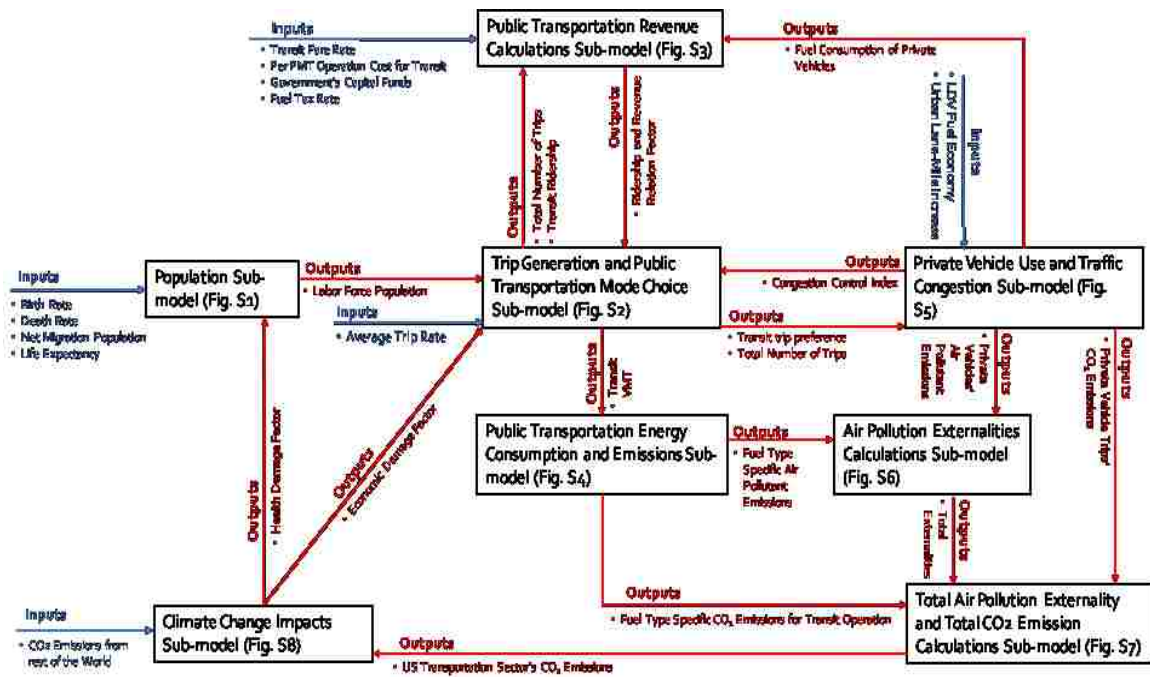 Inputs
• Transit Fare Rate
• Per PMT Operation Cost for Transit
• Government's Capital Funds
• Fuel Tax Rate
Public Transportation Revenue
Calculations Sub-model (Fig. S3)
Outputs
• Fuel Consumption of Private
Vehicles
Outputs
• Total Number of Trips
• Transit Ridership
Outputs
• Ridership and Revenue
Relation Factor
Inputs
• LDV Fuel Economy
• Urban Lane-Mile Increase
Inputs
• Birth Rate
• Death Rate
• Net Migration Population
• Life Expectancy
Population Sub-
model (Fig. S1)
Outputs
• Labor Force Population
Inputs
• Average Trip Rate
Trip Generation and Public
Transportation Mode Choice
Sub-model (Fig. S2)
Outputs
• Congestion Control Index
Outputs
• Transit trip preference
• Total Number of Trips
Private Vehicle Use and Traffic
Congestion Sub-model (Fig.
S5)
Outputs
• Transit
VMT
Outputs
• Private
Vehicles'
Air
Pollutant
Emissions
Outputs
• Private Vehicle Trips'
CO₂ Emissions
Public Transportation Energy
Consumption and Emissions Sub-
model (Fig. S4)
Outputs
• Fuel Type
Specific Air
Pollutant
Emissions
Air Pollution Externalities
Calculations Sub-model
(Fig. S6)
Outputs
• Health Damage Factor
Outputs
• Economic Damage Factor
Outputs
• Total
Externalities
Inputs
• CO2 Emissions from
rest of the World
Climate Change Impacts
Sub-model (Fig. S8)
Outputs
• Fuel Type Specific CO₂ Emissions for Transit Operation
Outputs
• US Transportation Sector's CO₂ Emissions
Total Air Pollution Externality
and Total CO2 Emission
Calculations Sub-model (Fig. S7)